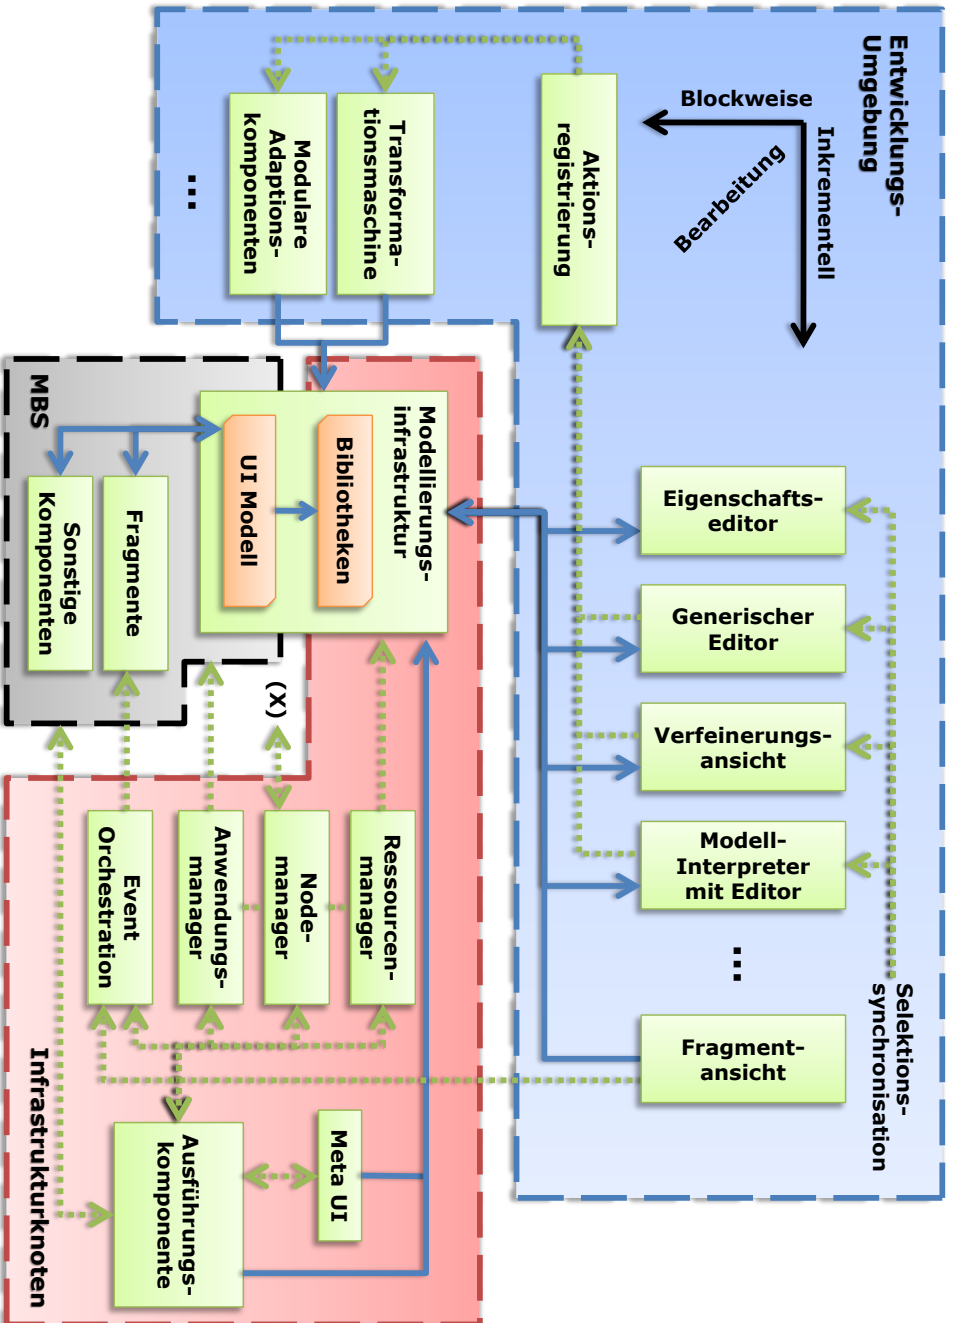 Entwicklungs-
Umgebung
Inkrementell
Blockweise
Bearbeitung
Aktions-
registrierung
Transforma-
tionsmaschine
Modulare
Adaptions-
komponenten
...
Eigenschafts-
editor
Generischer
Editor
Verfeinerungs-
ansicht
Modell-
Interpreter
mit Editor
...
Fragment-
ansicht
Selektions-
synchronisation
Modellierungs-
infrastruktur
Bibliotheken
UI Modell
MBS
Fragmente
Sonstige
Komponenten
(X)
Ressourcen-
manager
Node-
manager
Anwendungs-
manager
Event
Orchestration
Meta UI
Ausführungs-
komponente
Infrastrukturknoten